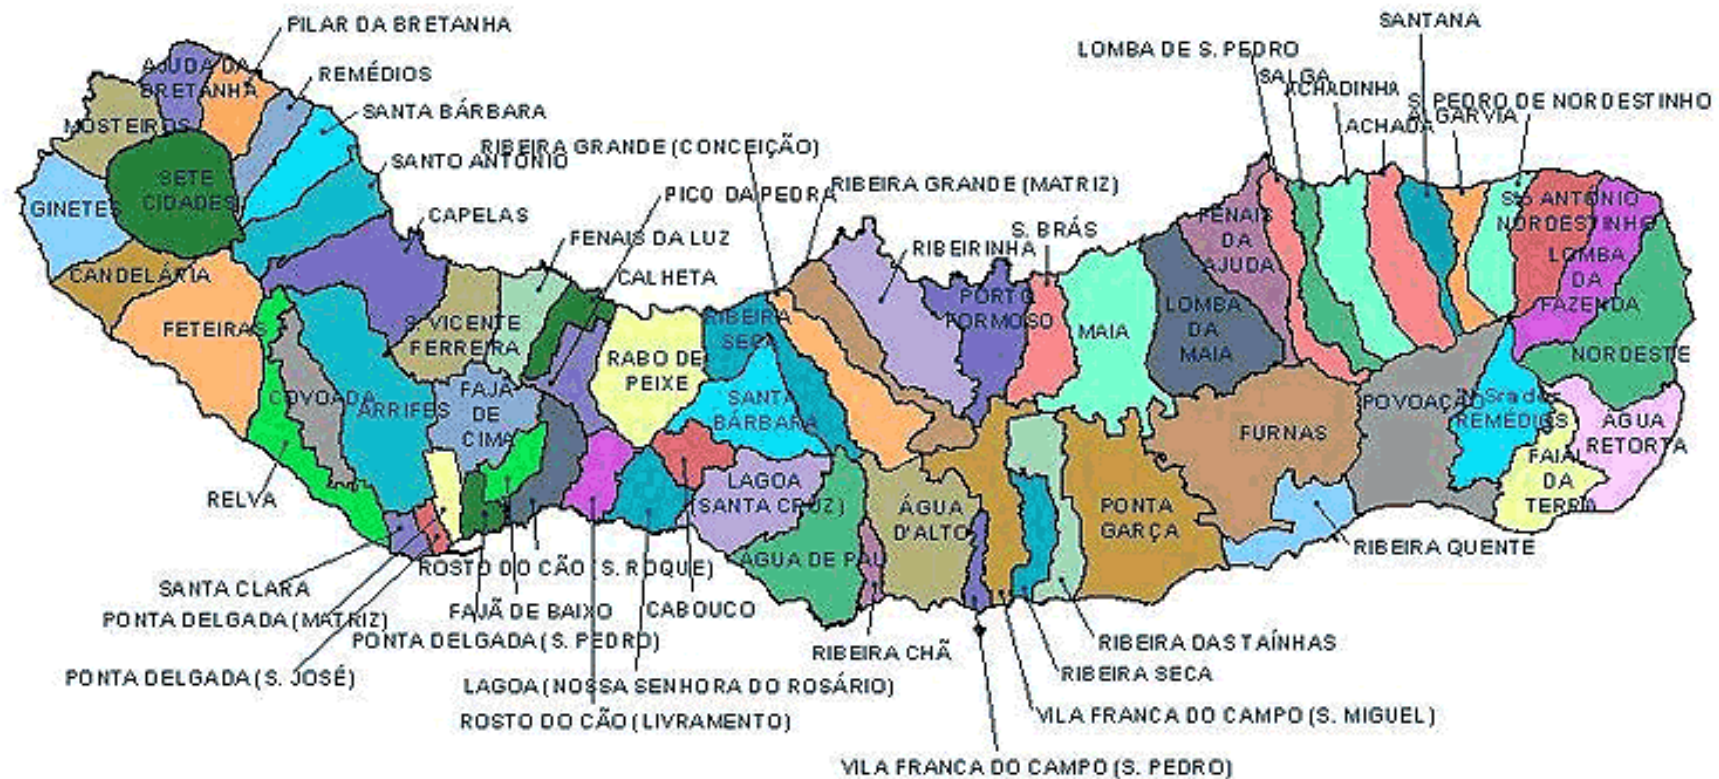 PILAR DA BRETANHA
SANTANA
LOMBA DE S. PEDRO
AJUDA DA
BRETANHA
REMÉDIOS
SALGA
ACHADINHA
S. PEDRO DE NORDESTINHO
SANTA BÁRBARA
ALGARVIA
ACHADA
MOSTEIROS
RIBEIRA GRANDE (CONCEIÇÃO)
SANTO ANTÓNIO
SETE
CIDADES
PICO DA PEDRA
RIBEIRA GRANDE (MATRIZ)
GINETES
CAPELAS
FENAIS DA LUZ
S. BRÁS
RIBEIRINHA
FENAIS
DA
AJUDA
STO ANTÓNIO
NORDESTINHO
LOMBA
DA
FAZENDA
CANDELÁRIA
CALHETA
PORTO
FORMOSO
LOMBA
DA
MAIA
FETEIRAS
S. VICENTE
FERREIRA
RIBEIRA
SECA
MAIA
RABO DE
PEIXE
NORDESTE
COVOADA
ARRIFES
FAJÃ
DE
CIMA
SANTA
BÁRBARA
POVOAÇÃO
N Sra dos
REMÉDIOS
ÁGUA
RETORTA
FURNAS
FAIAL
DA
TERRA
RELVA
LAGOA
(SANTA CRUZ)
ÁGUA
D'ALTO
PONTA
GARÇA
ÁGUA DE PAU
RIBEIRA QUENTE
SANTA CLARA
ROSTO DO CÃO (S. ROQUE)
PONTA DELGADA (MATRIZ)
FAJÃ DE BAIXO
CABOUCO
PONTA DELGADA (S. PEDRO)
RIBEIRA CHÃ
RIBEIRA DAS TAÍNHAS
PONTA DELGADA (S. JOSÉ)
LAGOA (NOSSA SENHORA DO ROSÁRIO)
RIBEIRA SECA
ROSTO DO CÃO (LIVRAMENTO)
VILA FRANCA DO CAMPO (S. MIGUEL)
VILA FRANCA DO CAMPO (S. PEDRO)